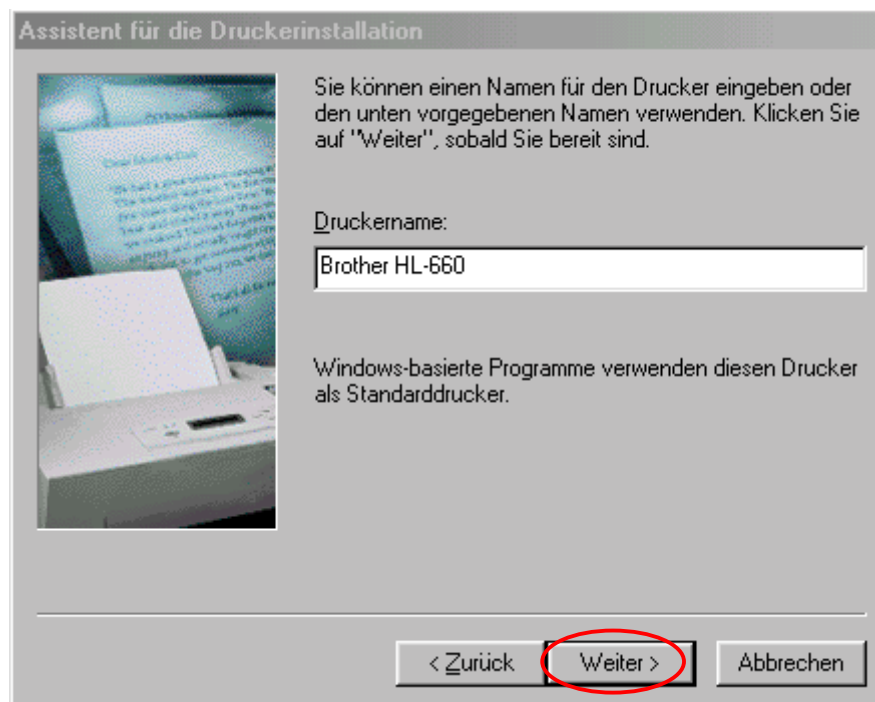 Assistent für die Druckerinstallation
Sie können einen Namen für den Drucker eingeben oder
den unten vorgegebenen Namen verwenden. Klicken Sie
auf "Weiter", sobald Sie bereit sind.
Druckername:
Brother HL-660
Windows-basierte Programme verwenden diesen Drucker
als Standarddrucker.
< Zurück Weiter > Abbrechen